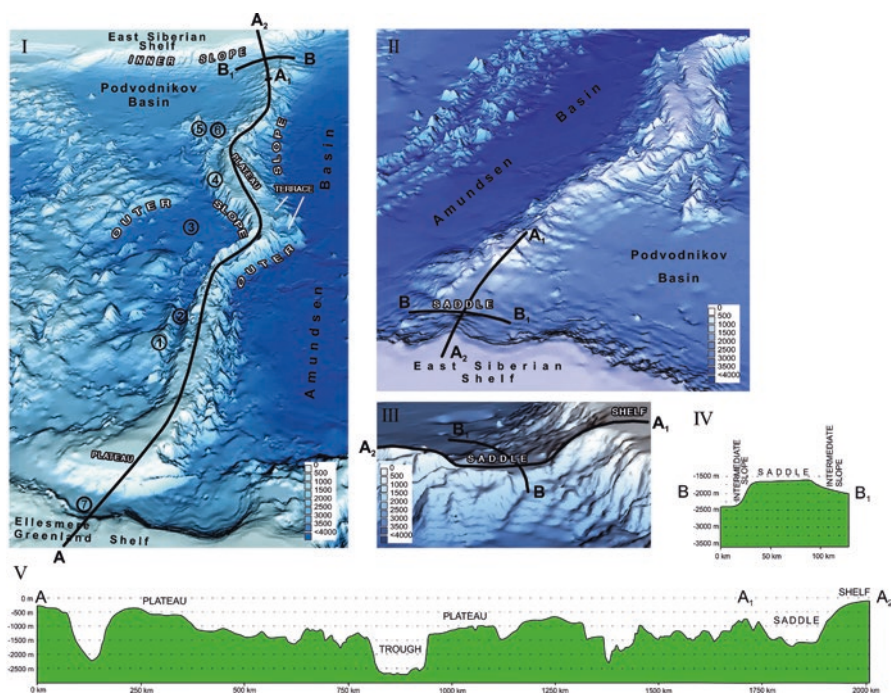 I
A₂
East Siberian
Shelf
INNER SLOPE
B
B₁
A₁
Podvodnikov
Basin
5
6
PLATEAU
SLOPE
4
TERRACE
Basin
OUTER
SLOPE
3
OUTER
2
1
Amundsen
PLATEAU
7
Ellesmere
Greenland Shelf
A
0
500
1000
1500
2000
2500
3000
3500
4000
<4000
II
Amundsen Basin
A₁
Podvodnikov
Basin
B
SADDLE
B₁
A₂
East Siberian
Shelf
0
500
1000
1500
2000
2500
3000
3500
4000
<4000
III
SHELF
A₁
B
A₂
SADDLE
B
0
500
1000
1500
2000
2500
3000
3500
4000
<4000
IV
INTERMEDIATE
SLOPE
SADDLE
INTERMEDIATE
SLOPE
B
B₁
-1500 m
-2000 m
-2500 m
-3000 m
-3500 m
0 km
50 km
100 km
V
A
PLATEAU
PLATEAU
TROUGH
A₁
SADDLE
SHELF
A₂
0 m
-500 m
-1000 m
-1500 m
-2000 m
-2500 m
0 km
250 km
500 km
750 km
1000 km
1250 km
1500 km
1750 km
2000 km